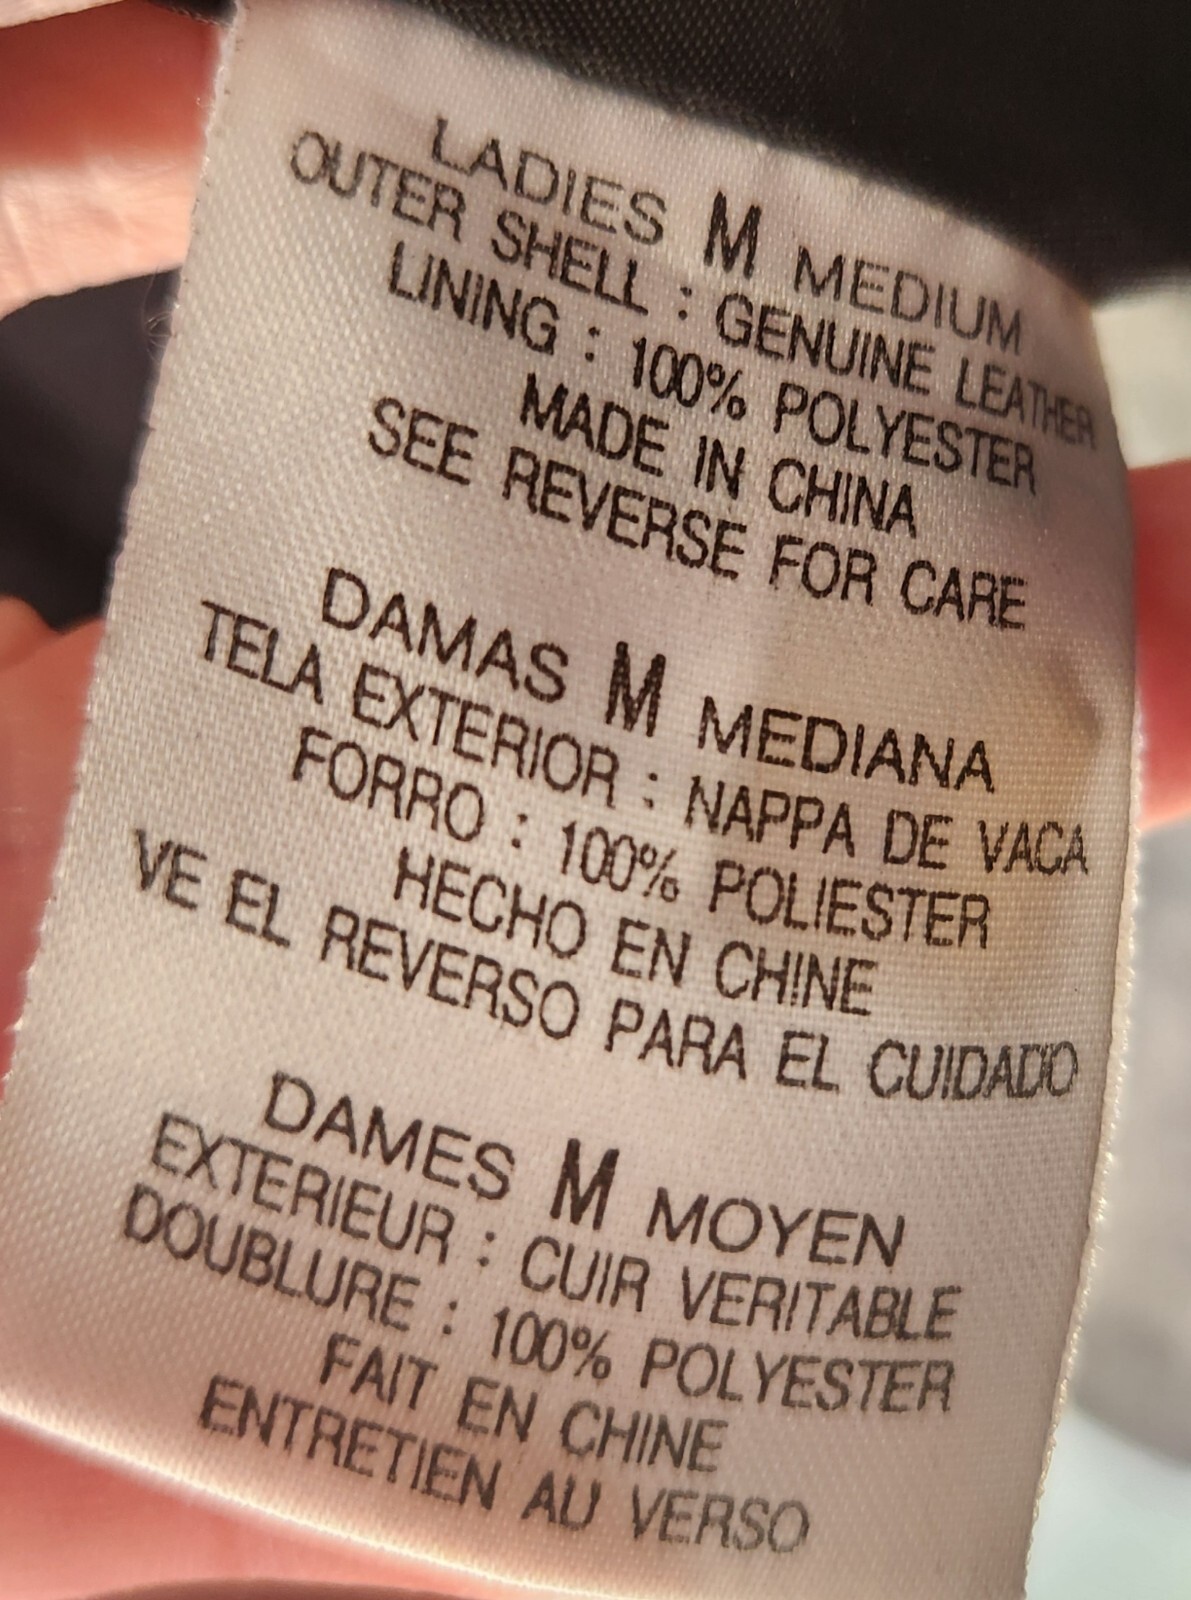 LADIES M MEDIUM
OUTER SHELL : GENUINE LEATHER
LINING : 100% POLYESTER
MADE IN CHINA
SEE REVERSE FOR CARE
DAMAS M MEDIANA
TELA EXTERIOR : NAPPA DE VACA
FORRO : 100% POLIESTER
HECHO EN CHINE
VE EL REVERSO PARA EL CUIDADO
DAMES M MOYEN
EXTERIEUR : CUIR VERITABLE
DOUBLURE : 100% POLYESTER
FAIT EN CHINE
ENTRETIEN AU VERSO